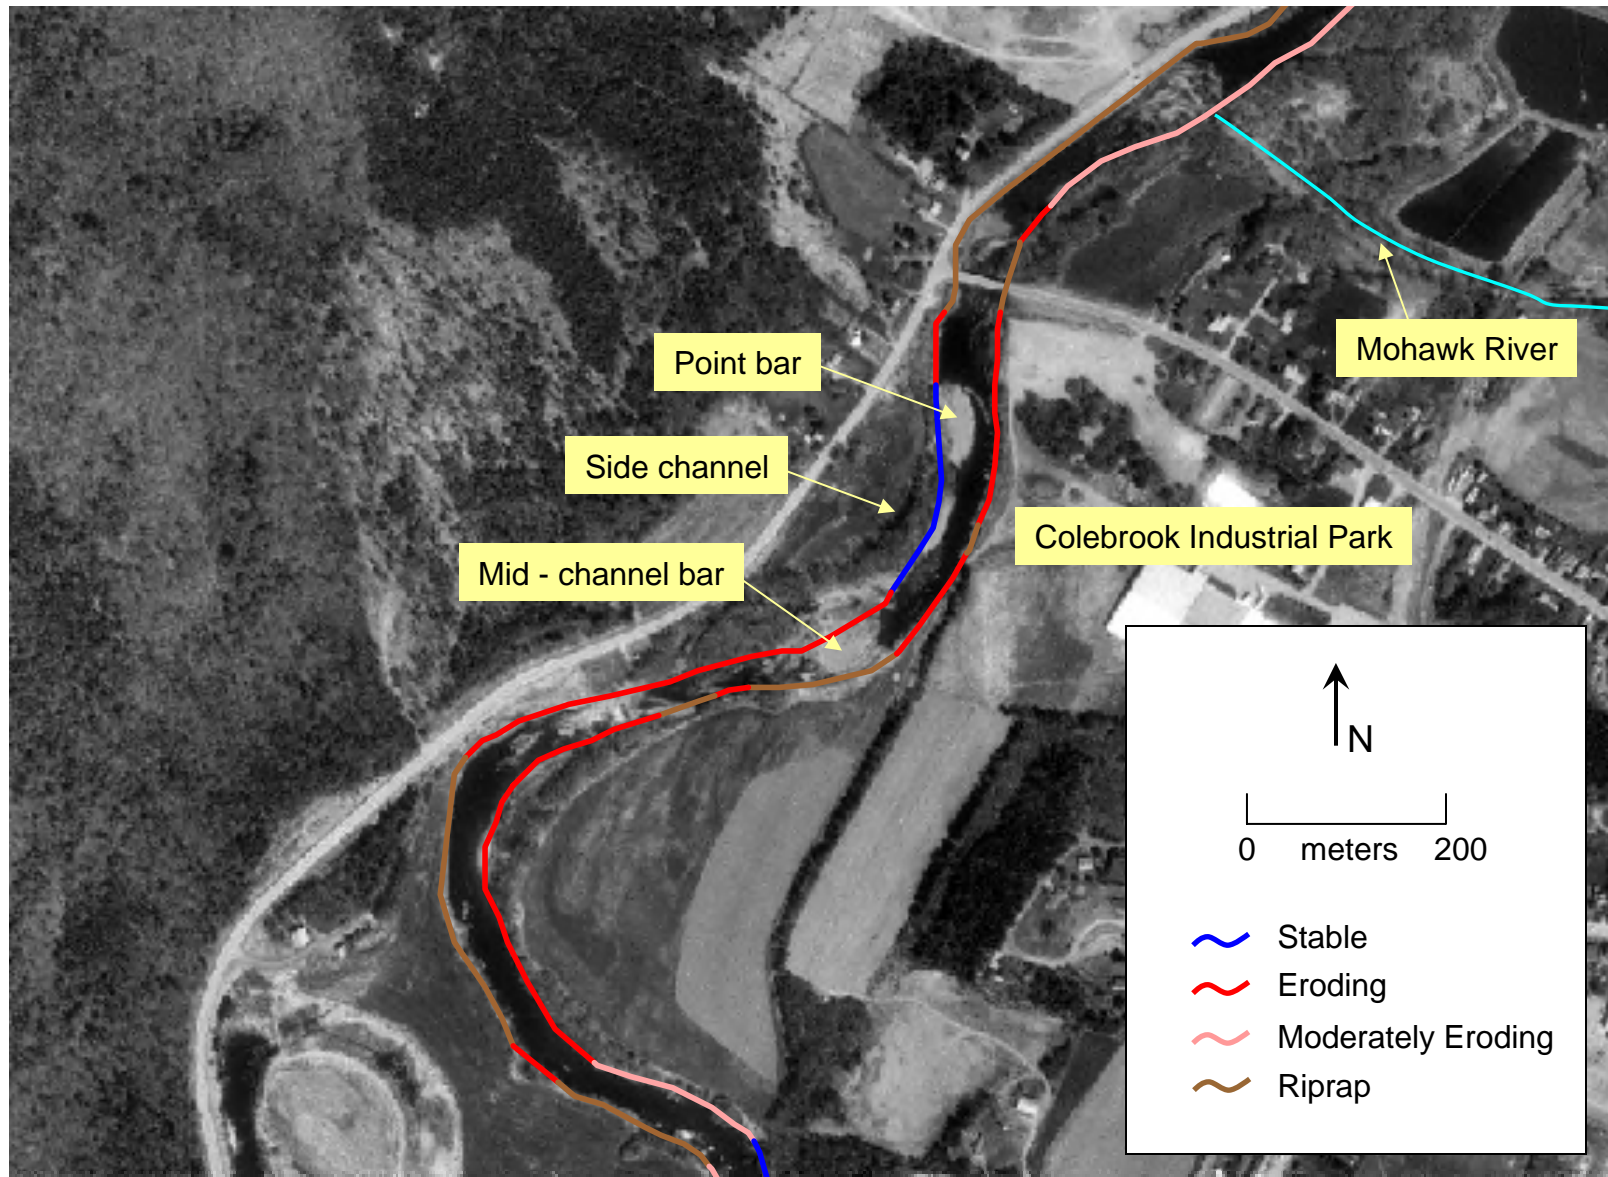 Point bar
Mohawk River
Side channel
Colebrook Industrial Park
Mid - channel bar
N
0 meters 200
Stable
Eroding
Moderately Eroding
Riprap